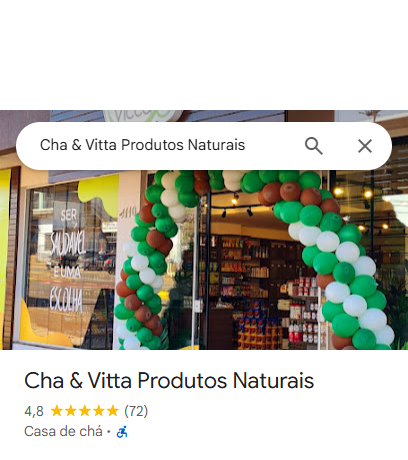 Cha & Vitta Produtos Naturais
SER
SAUDÁVEL
É UMA
ESCOLHA
Cha & Vitta Produtos Naturais
4,8 (72)
Casa de chá •